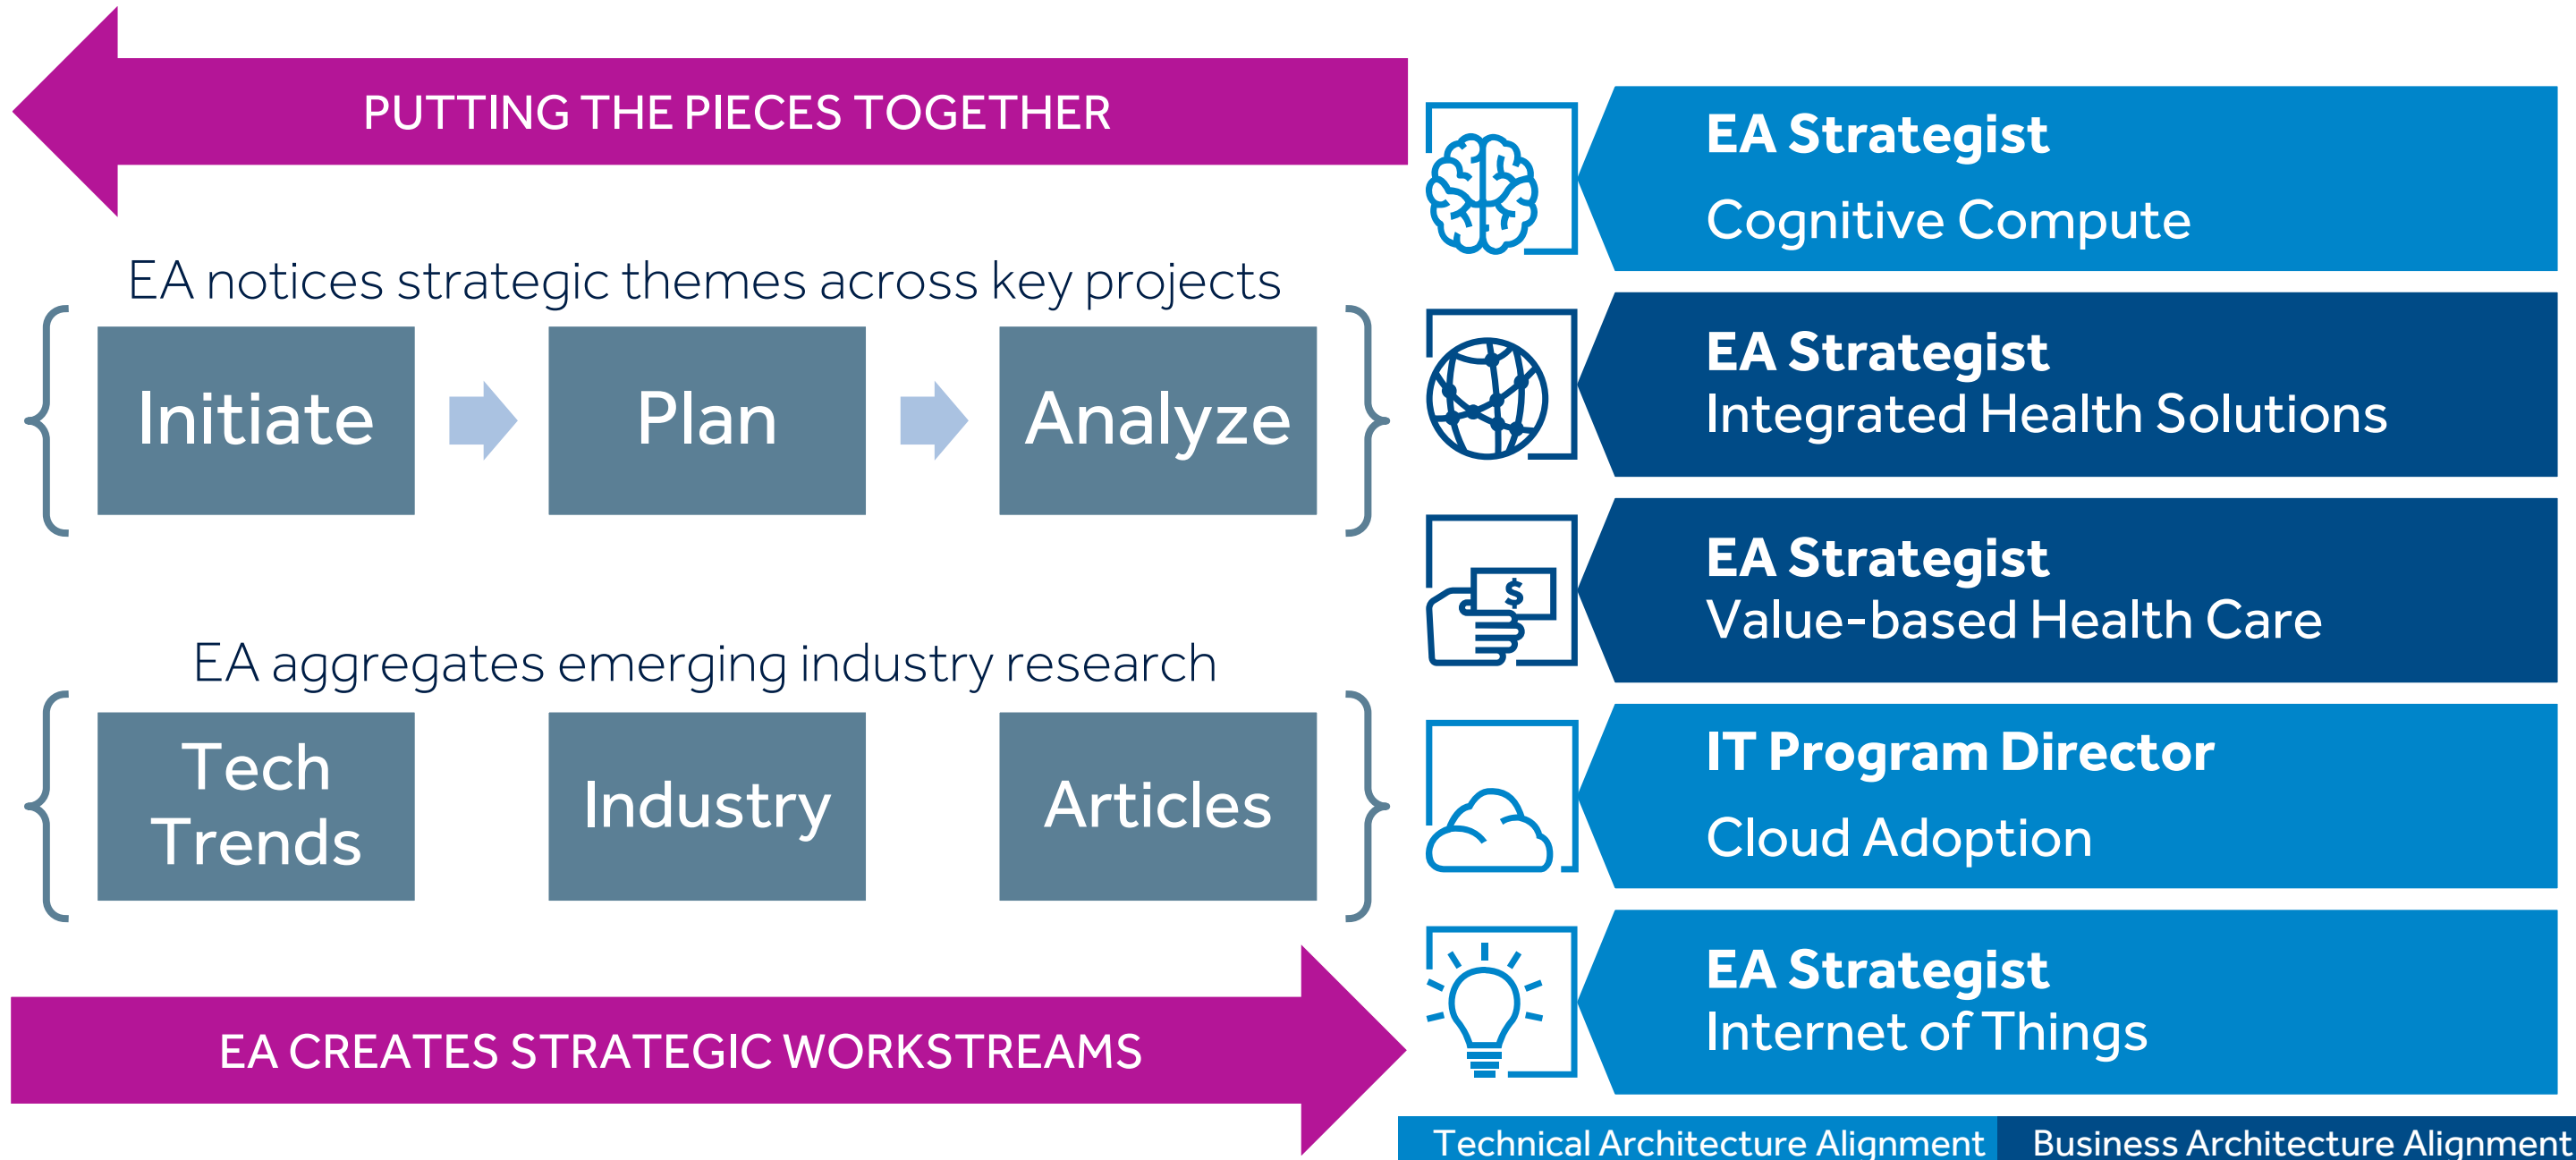 PUTTING THE PIECES TOGETHER
EA notices strategic themes across key projects
Initiate
Plan
Analyze
EA aggregates emerging industry research
Tech
Trends
Industry
Articles
EA CREATES STRATEGIC WORKSTREAMS
EA Strategist
Cognitive Compute
EA Strategist
Integrated Health Solutions
$
EA Strategist
Value-based Health Care
IT Program Director
Cloud Adoption
EA Strategist
Internet of Things
Technical Architecture Alignment
Business Architecture Alignment